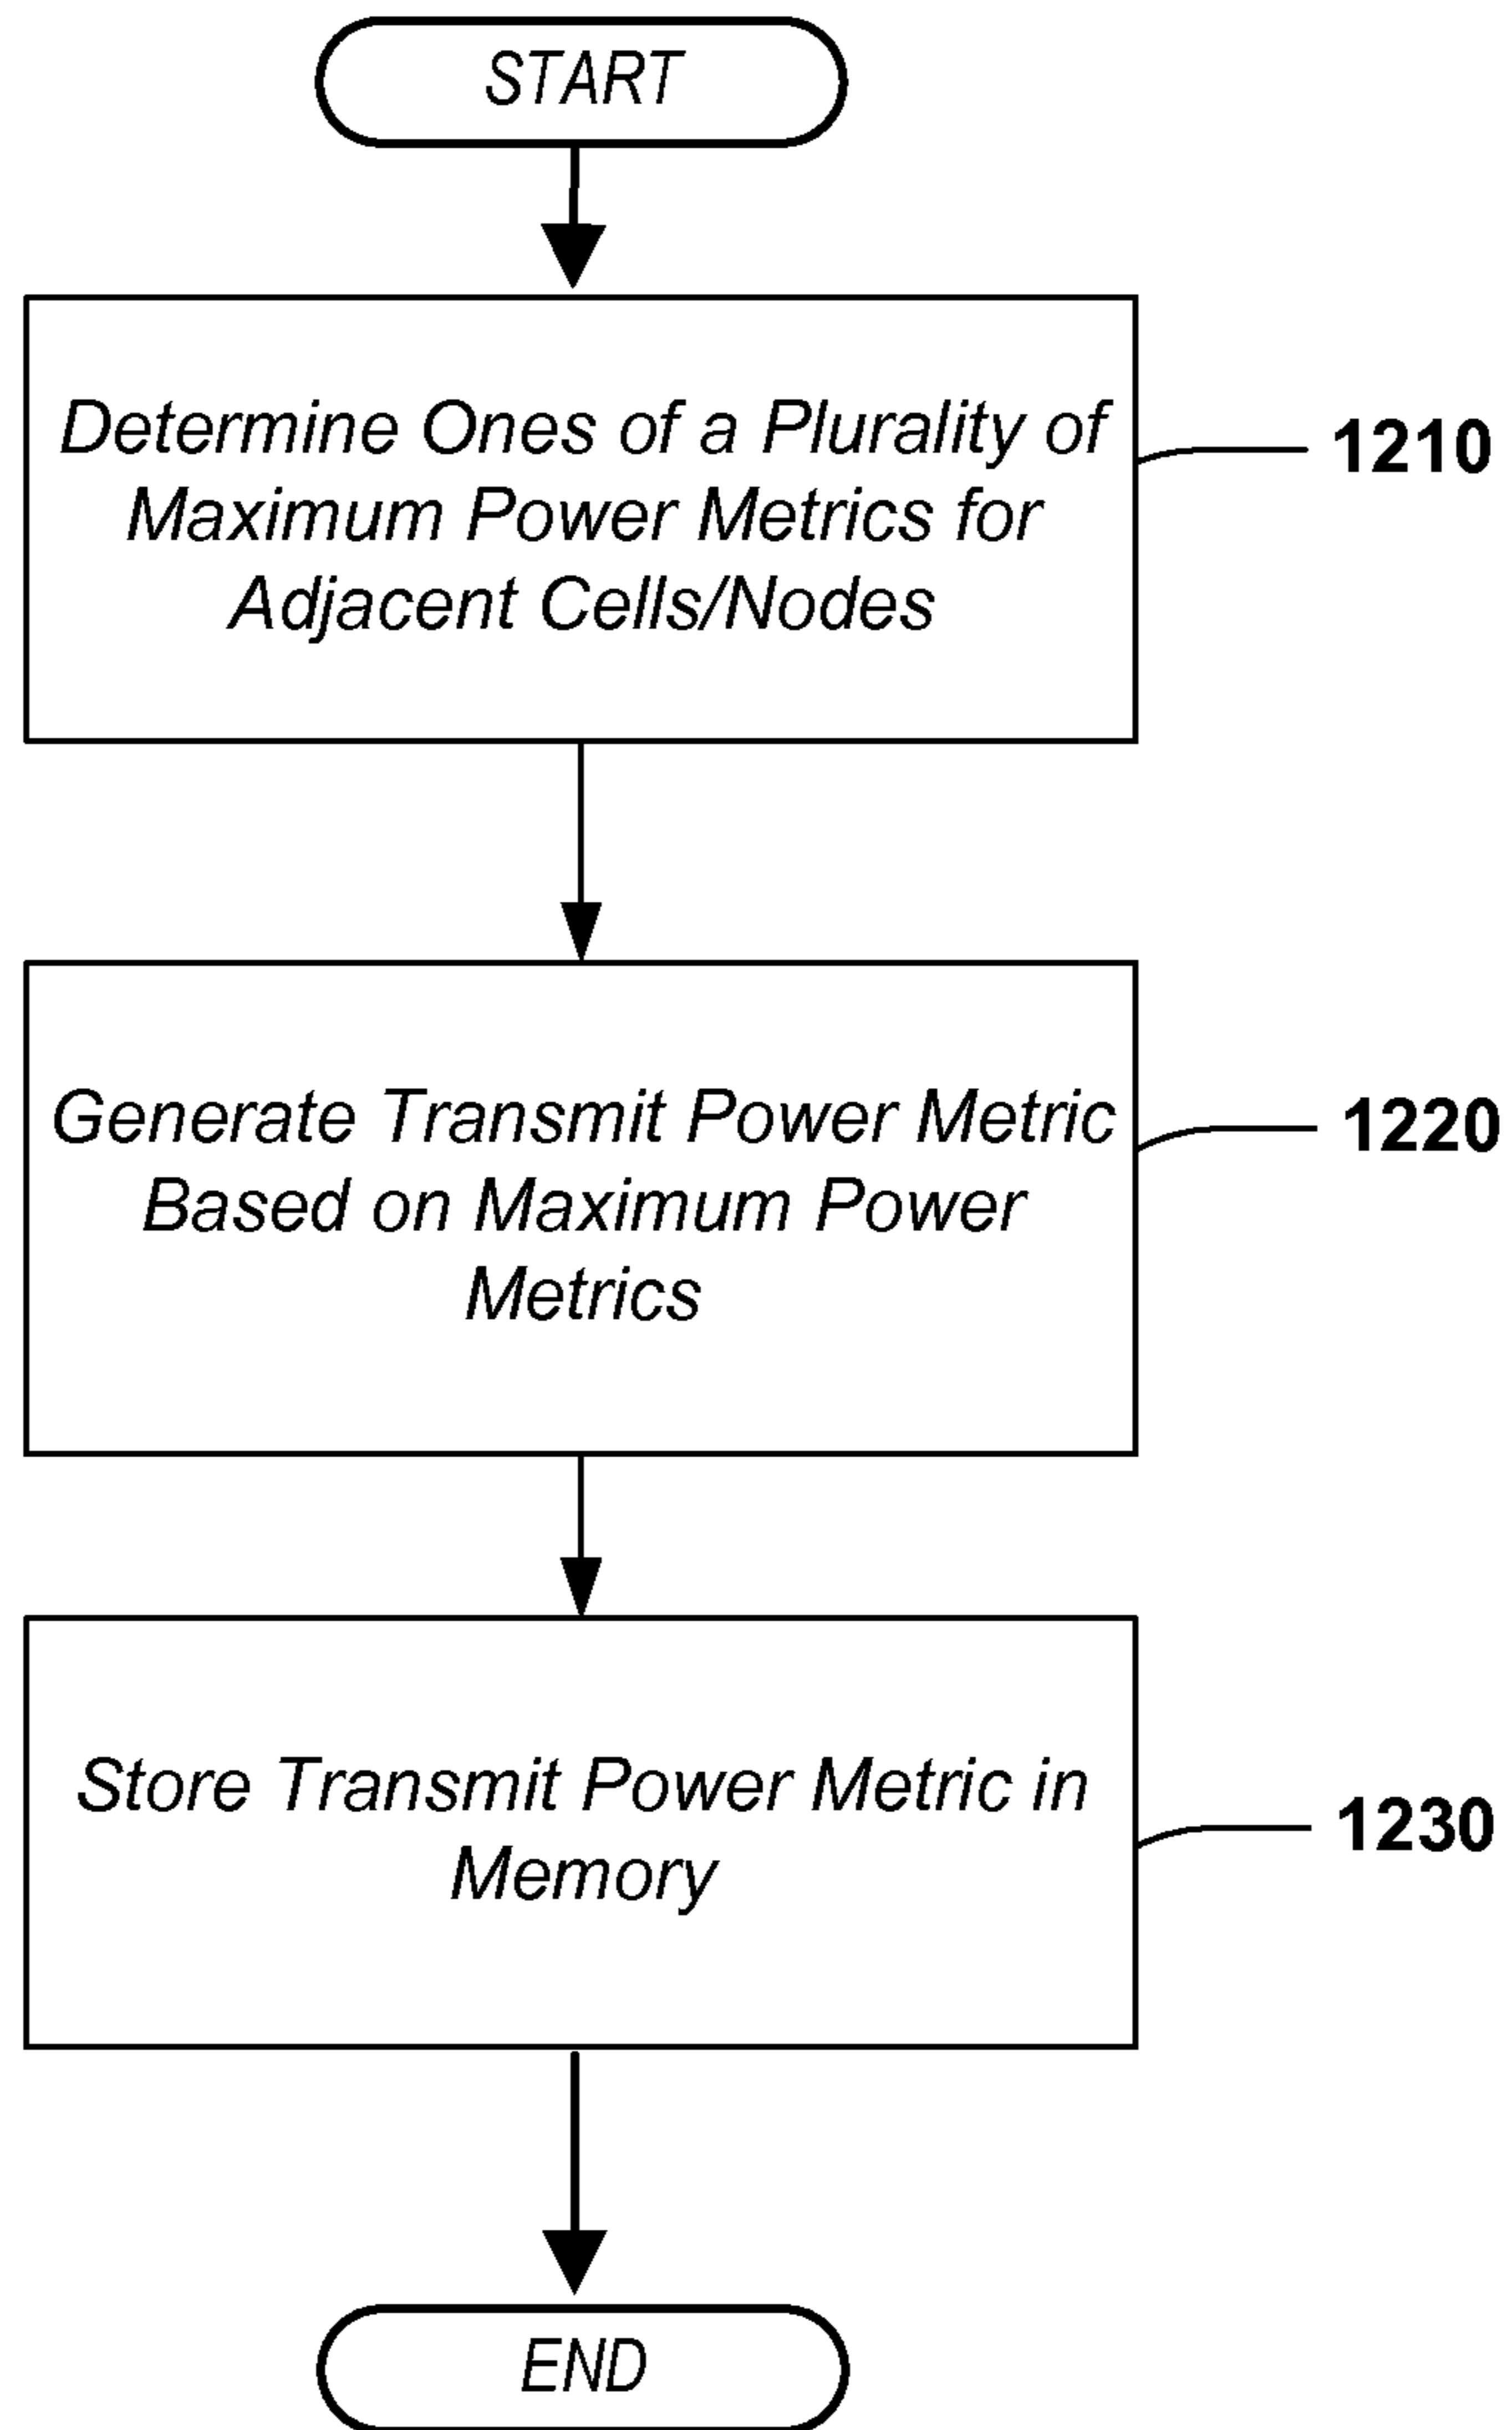 START
Determine Ones of a Plurality of
Maximum Power Metrics for
Adjacent Cells/Nodes
1210
Generate Transmit Power Metric
Based on Maximum Power
Metrics
1220
Store Transmit Power Metric in
Memory
1230
END